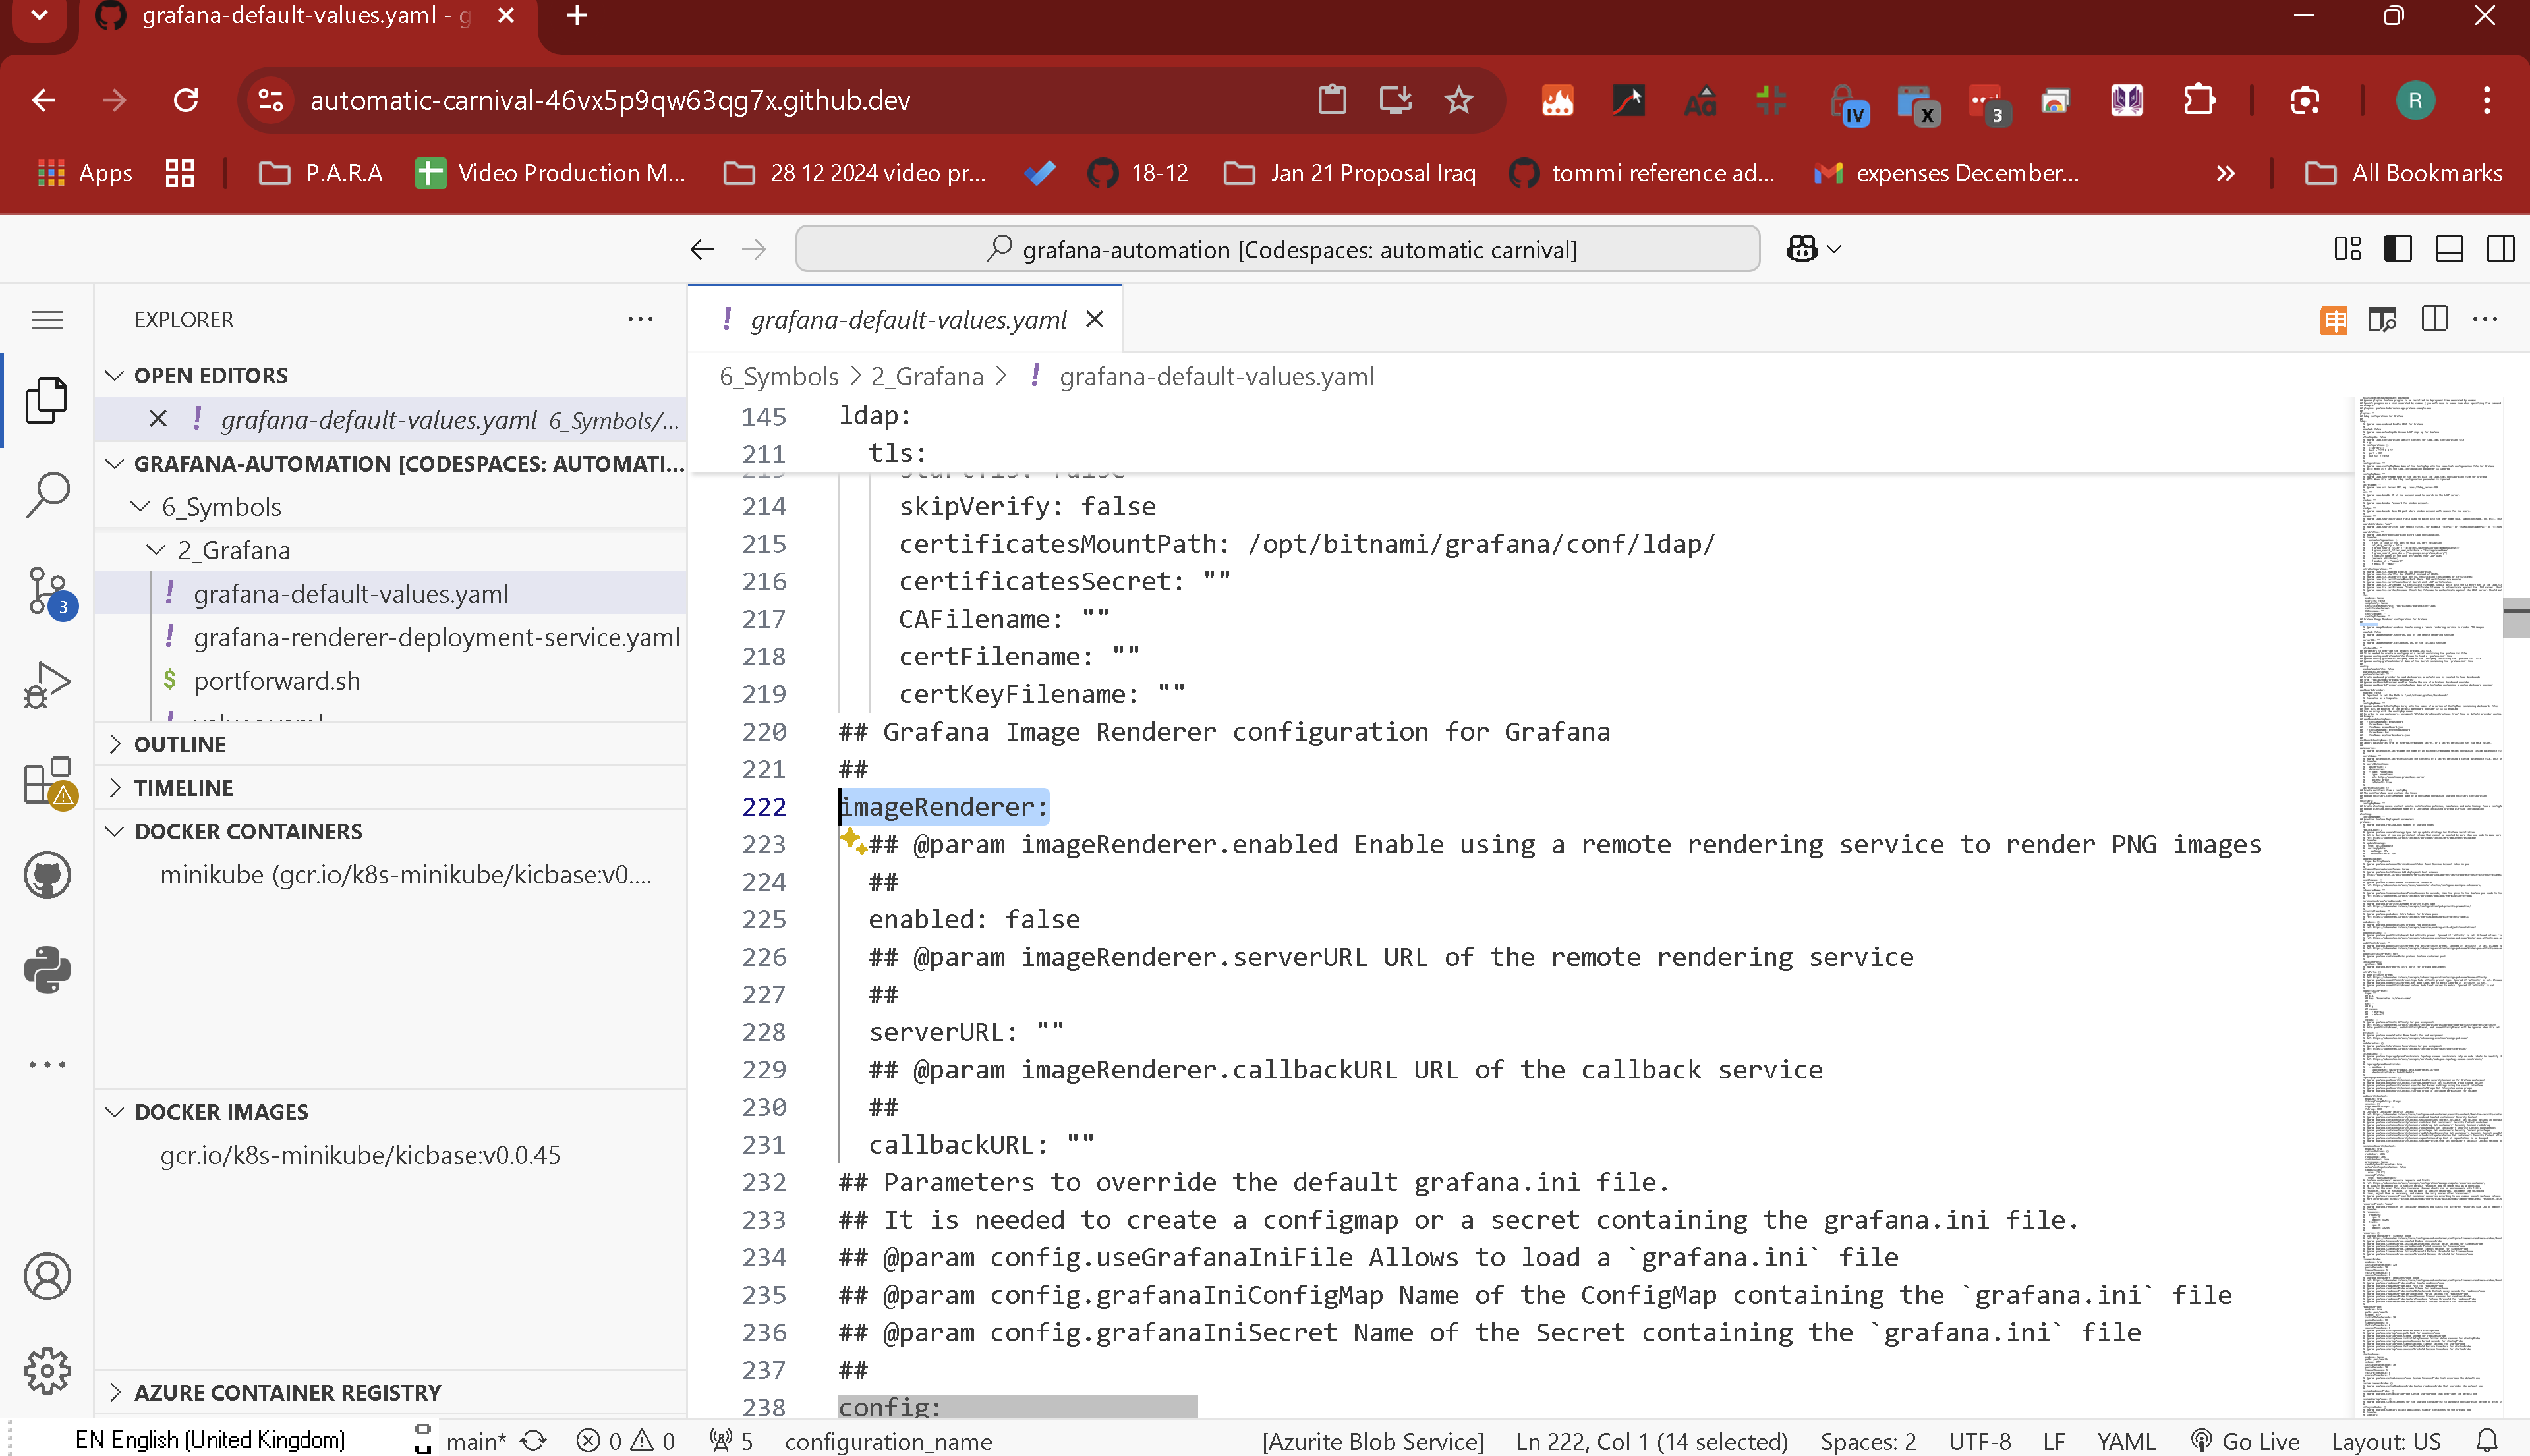 grafana-default-values.yaml - g
automatic-carnival-46vx5p9qw63qg7x.github.dev
IV
X
3
R
Apps
P.A.R.A
Video Production M...
28 12 2024 video pr...
18-12
Jan 21 Proposal Iraq
tommi reference ad...
expenses December...
All Bookmarks
grafana-automation [Codespaces: automatic carnival]
EXPLORER
OPEN EDITORS
! grafana-default-values.yaml 6_Symbols/...
GRAFANA-AUTOMATION [CODESPACES: AUTOMATI...
6_Symbols
2_Grafana
! grafana-default-values.yaml
! grafana-renderer-deployment-service.yaml
$ portforward.sh
3
OUTLINE
TIMELINE
DOCKER CONTAINERS
minikube (gcr.io/k8s-minikube/kicbase:v0....
DOCKER IMAGES
gcr.io/k8s-minikube/kicbase:v0.0.45
AZURE CONTAINER REGISTRY
! grafana-default-values.yaml
6_Symbols > 2_Grafana > ! grafana-default-values.yaml
145 ldap:
211 tls:
214 skipVerify: false
215 certificatesMountPath: /opt/bitnami/grafana/conf/ldap/
216 certificatesSecret: ""
217 CAFilename: ""
218 certFilename: ""
219 certKeyFilename: ""
220 ## Grafana Image Renderer configuration for Grafana
221 ##
222 imageRenderer:
223 ## @param imageRenderer.enabled Enable using a remote rendering service to render PNG images
224 ##
225 enabled: false
226 ## @param imageRenderer.serverURL URL of the remote rendering service
227 ##
228 serverURL: ""
229 ## @param imageRenderer.callbackURL URL of the callback service
230 ##
231 callbackURL: ""
232 ## Parameters to override the default grafana.ini file.
233 ## It is needed to create a configmap or a secret containing the grafana.ini file.
234 ## @param config.useGrafanaIniFile Allows to load a `grafana.ini` file
235 ## @param config.grafanaIniConfigMap Name of the ConfigMap containing the `grafana.ini` file
236 ## @param config.grafanaIniSecret Name of the Secret containing the `grafana.ini` file
237 ##
238 config:
EN English (United Kingdom)
main* 0 0 5 configuration_name [Azurite Blob Service] Ln 222, Col 1 (14 selected) Spaces: 2 UTF-8 LF YAML Go Live Layout: US